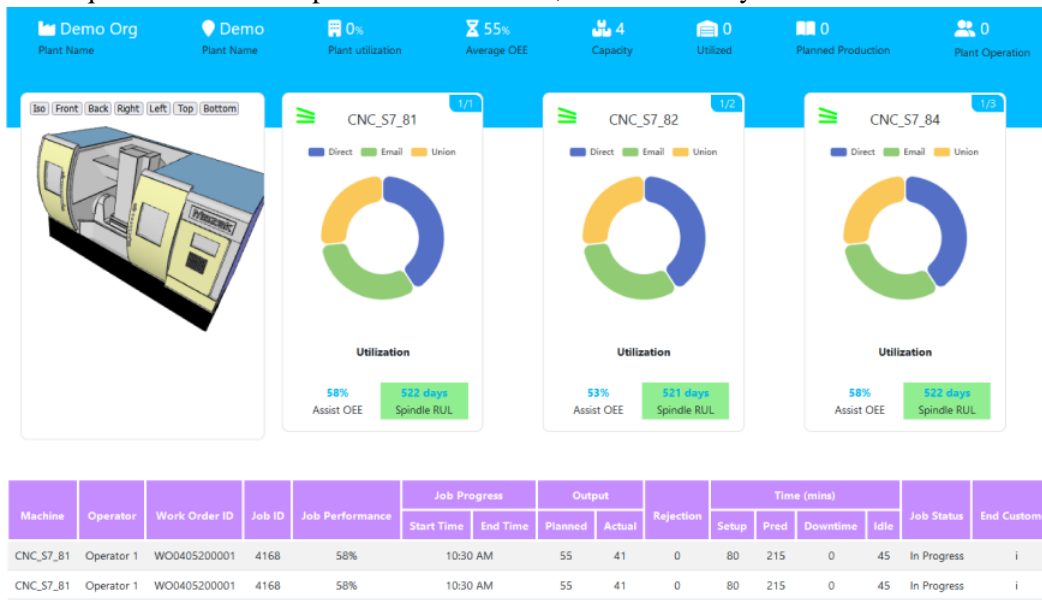 Demo Org
Plant Name
Demo
Plant Name
0%
Plant utilization
55%
Average OEE
4
Capacity
0
Utilized
0
Planned Production
0
Plant Operation
Iso Front Back Right Left Top Bottom
1/1
CNC_S7_81
Direct Email Union
Utilization
58% 522 days
Assist OEE Spindle RUL
1/2
CNC_S7_82
Direct Email Union
Utilization
53% 521 days
Assist OEE Spindle RUL
1/3
CNC_S7_84
Direct Email Union
Utilization
58% 522 days
Assist OEE Spindle RUL
Machine Operator Work Order ID Job ID Job Performance Job Progress Output Rejection Time (mins) Job Status End Custome
Start Time End Time Planned Actual Setup Pred Downtime Idle
CNC_S7_81 Operator 1 WO0405200001 4168 58% 10:30 AM 55 41 0 80 215 0 45 In Progress i
CNC_S7_81 Operator 1 WO0405200001 4168 58% 10:30 AM 55 41 0 80 215 0 45 In Progress i